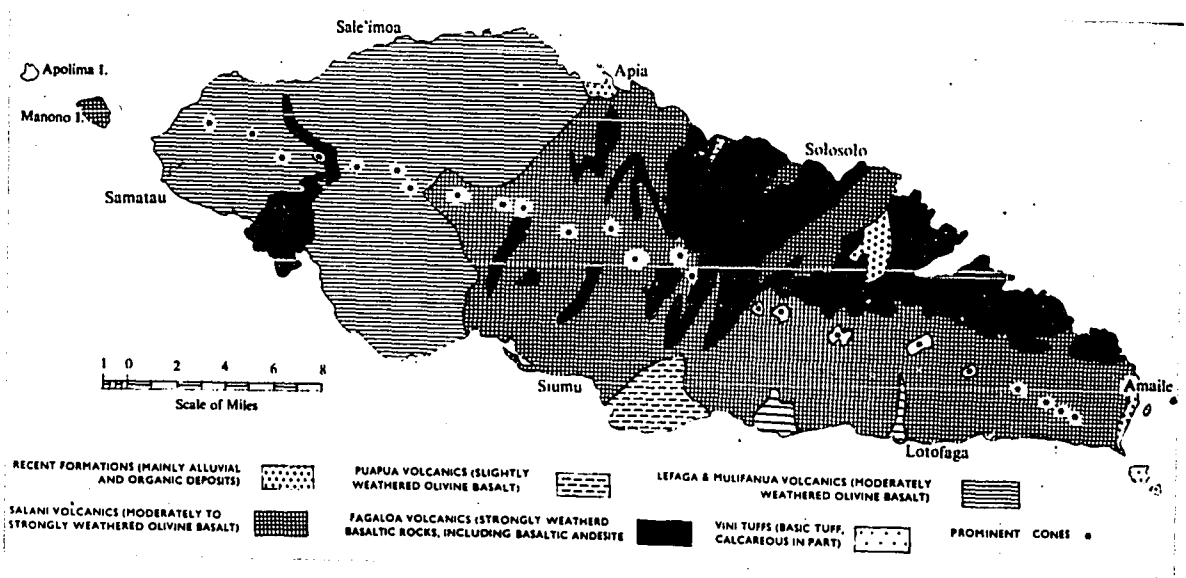 Sale'imoa
Apolima I.
Apia
Manono I.
Solosolo
Samatau
1 0 2 4 6 8
Scale of Miles
Siumu
Amaile
Lotofaga
RECENT FORMATIONS (MAINLY ALLUVIAL
AND ORGANIC DEPOSITS)
PUAPUA VOLCANICS (SLIGHTLY
WEATHERED OLIVINE BASALT)
LEFAGA & MULIFANUA VOLCANICS (MODERATELY
WEATHERED OLIVINE BASALT)
SALANI VOLCANICS (MODERATELY TO
STRONGLY WEATHERED OLIVINE BASALT)
FAGALOA VOLCANICS (STRONGLY WEATHERD
BASALTIC ROCKS, INCLUDING BASALTIC ANDESITE
VINI TUFFS (BASIC TUFF,
CALCAREOUS IN PART)
PROMINENT CONES